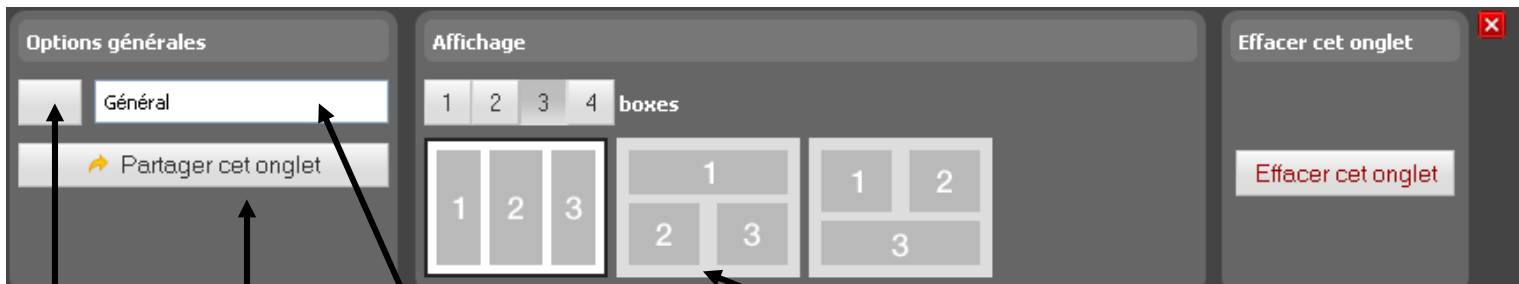 Options générales
Général
Partager cet onglet
Affichage
1 2 3 4 boxes
1 2 3
1
2 3
1 2
3
Effacer cet onglet
Effacer cet onglet